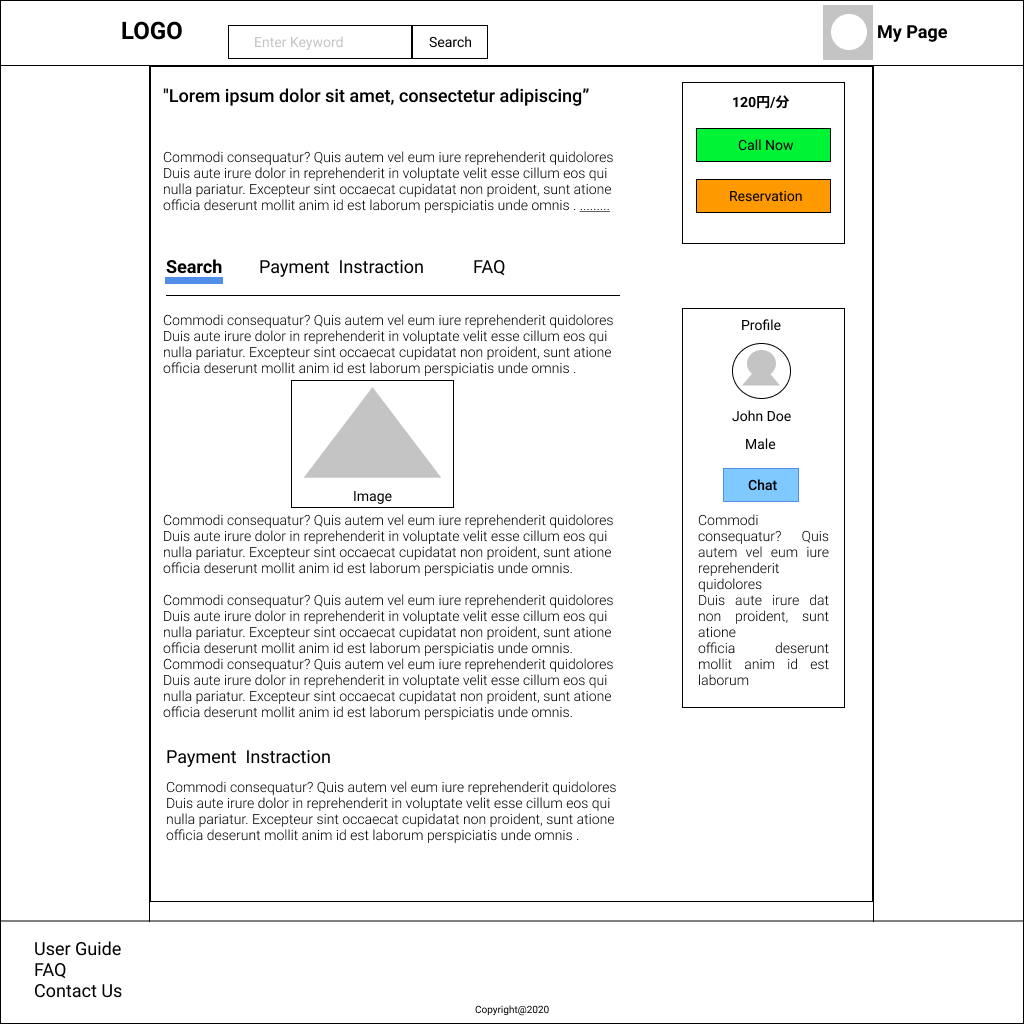 LOGO
Enter Keyword
Search
My Page
"Lorem ipsum dolor sit amet, consectetur adipiscing”
Commodi consequatur? Quis autem vel eum iure reprehenderit quidolores
Duis aute irure dolor in reprehenderit in voluptate velit esse cillum eos qui
nulla pariatur. Excepteur sint occaecat cupidatat non proident, sunt atione
officia deserunt mollit anim id est laborum perspiciatis unde omnis . .........
120円/分
Call Now
Reservation
Search
Payment Instraction
FAQ
Commodi consequatur? Quis autem vel eum iure reprehenderit quidolores
Duis aute irure dolor in reprehenderit in voluptate velit esse cillum eos qui
nulla pariatur. Excepteur sint occaecat cupidatat non proident, sunt atione
officia deserunt mollit anim id est laborum perspiciatis unde omnis .
Image
Commodi consequatur? Quis autem vel eum iure reprehenderit quidolores
Duis aute irure dolor in reprehenderit in voluptate velit esse cillum eos qui
nulla pariatur. Excepteur sint occaecat cupidatat non proident, sunt atione
officia deserunt mollit anim id est laborum perspiciatis unde omnis.
Commodi consequatur? Quis autem vel eum iure reprehenderit quidolores
Duis aute irure dolor in reprehenderit in voluptate velit esse cillum eos qui
nulla pariatur. Excepteur sint occaecat cupidatat non proident, sunt atione
officia deserunt mollit anim id est laborum perspiciatis unde omnis.
Commodi consequatur? Quis autem vel eum iure reprehenderit quidolores
Duis aute irure dolor in reprehenderit in voluptate velit esse cillum eos qui
nulla pariatur. Excepteur sint occaecat cupidatat non proident, sunt atione
officia deserunt mollit anim id est laborum perspiciatis unde omnis.
Payment Instraction
Commodi consequatur? Quis autem vel eum iure reprehenderit quidolores
Duis aute irure dolor in reprehenderit in voluptate velit esse cillum eos qui
nulla pariatur. Excepteur sint occaecat cupidatat non proident, sunt atione
officia deserunt mollit anim id est laborum perspiciatis unde omnis .
Profile
John Doe
Male
Chat
Commodi
consequatur? Quis
autem vel eum iure
reprehenderit
quidolores
Duis aute irure dat
non proident, sunt
atione
officia deserunt
mollit anim id est
laborum
User Guide
FAQ
Contact Us
Copyright@2020